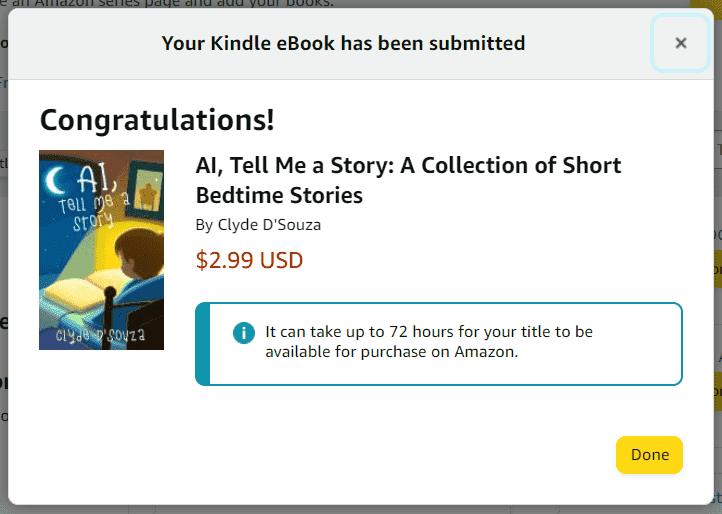 e an Amazon series page and add your books.
Your Kindle eBook has been submitted
×
Congratulations!
AI,
Tell Me a
Story
Clyde D'Souza
AI, Tell Me a Story: A Collection of Short
Bedtime Stories
By Clyde D'Souza
$2.99 USD
i
It can take up to 72 hours for your title to be
available for purchase on Amazon.
Done